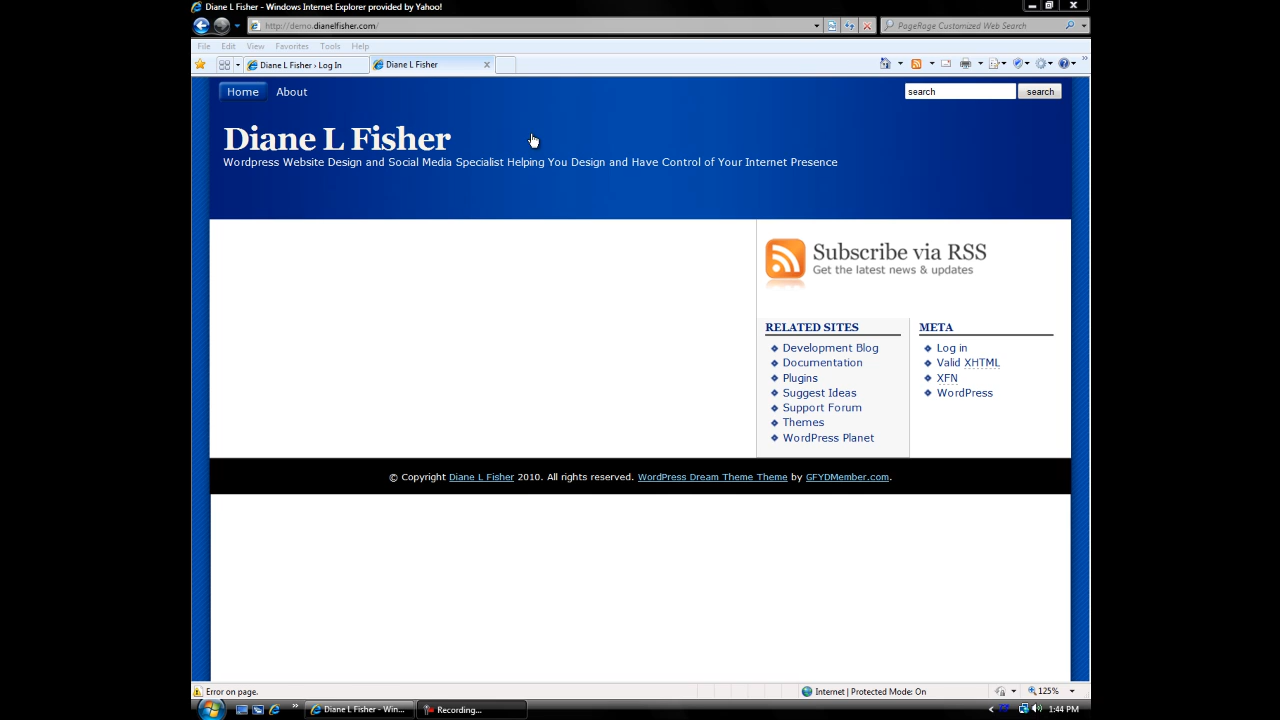 Diane L Fisher - Windows Internet Explorer provided by Yahoo!
http://demo.dianelfisher.com/
PageRage Customized Web Search
File Edit View Favorites Tools Help
Diane L Fisher › Log In
Diane L Fisher
Home About
search search
Diane L Fisher
Wordpress Website Design and Social Media Specialist Helping You Design and Have Control of Your Internet Presence
Subscribe via RSS
Get the latest news & updates
RELATED SITES
Development Blog
Documentation
Plugins
Suggest Ideas
Support Forum
Themes
WordPress Planet
META
Log in
Valid XHTML
XFN
WordPress
© Copyright Diane L Fisher 2010. All rights reserved. WordPress Dream Theme Theme by GFYDMember.com.
Error on page.
Internet | Protected Mode: On
125%
Diane L Fisher - Win...
Recording...
1:44 PM